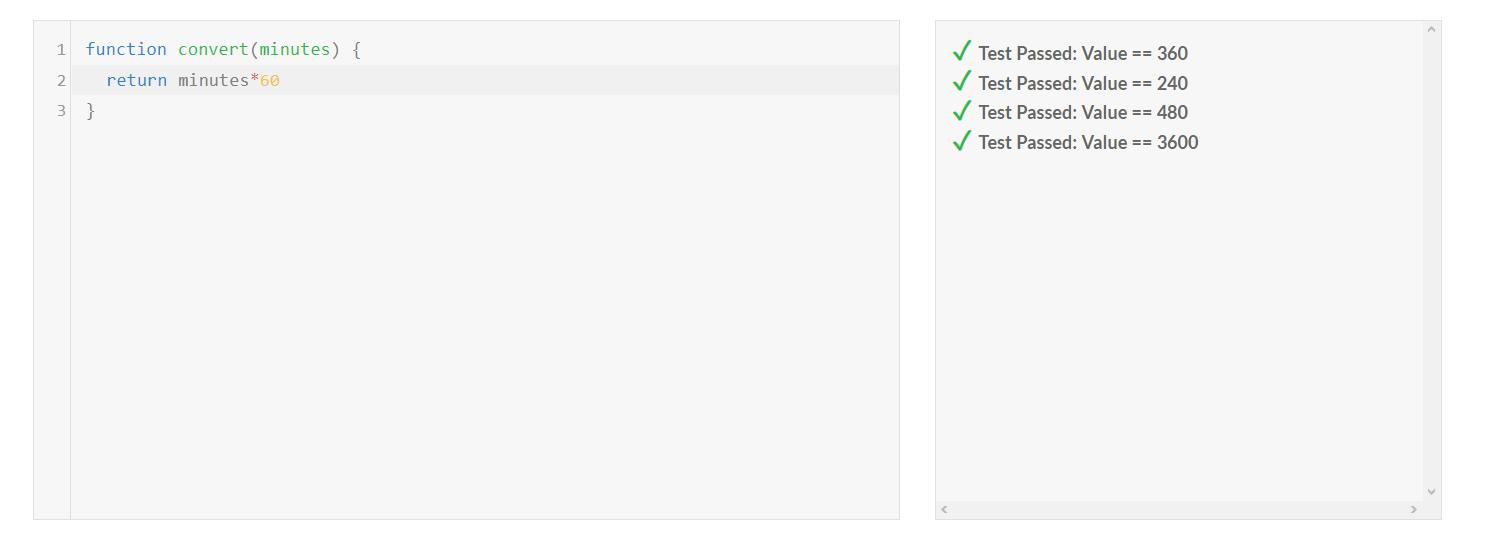 1 function convert(minutes) {
2   return minutes*60
3 }
✓ Test Passed: Value == 360
✓ Test Passed: Value == 240
✓ Test Passed: Value == 480
✓ Test Passed: Value == 3600